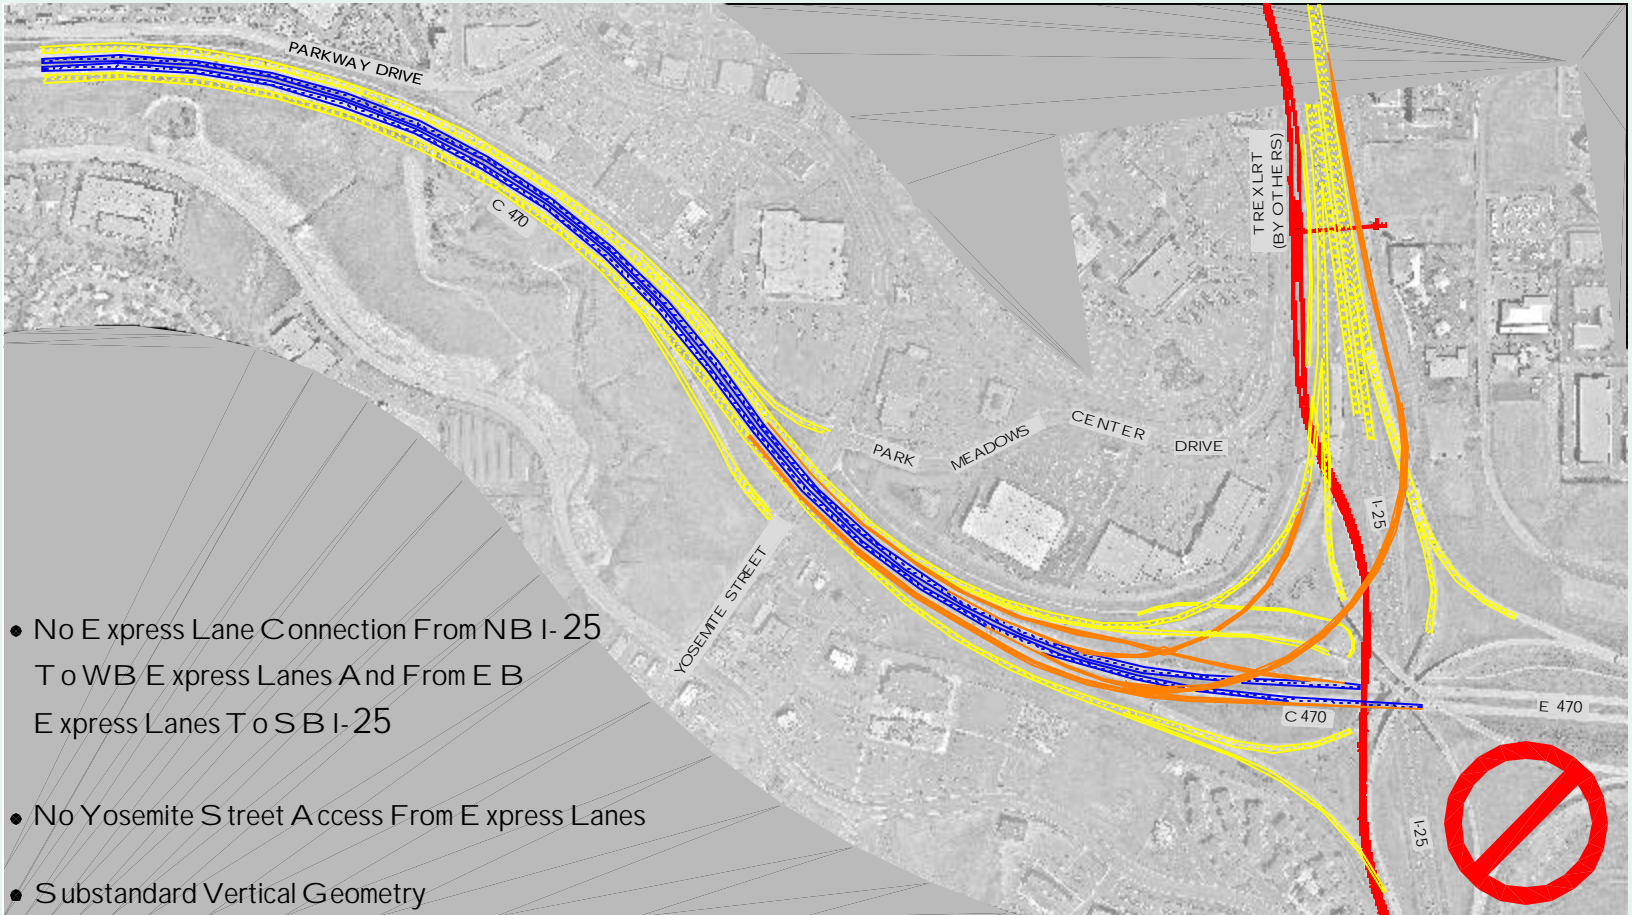 PARKWAY DRIVE
C 470
TREX LRT
(BY OTHERS)
PARK MEADOWS CENTER DRIVE
I-25
YOSEMITE STREET
C 470
E 470
I-25
• No Express Lane Connection From NB I-25
To WB Express Lanes And From EB
Express Lanes To SB I-25
• No Yosemite Street Access From Express Lanes
• Substandard Vertical Geometry